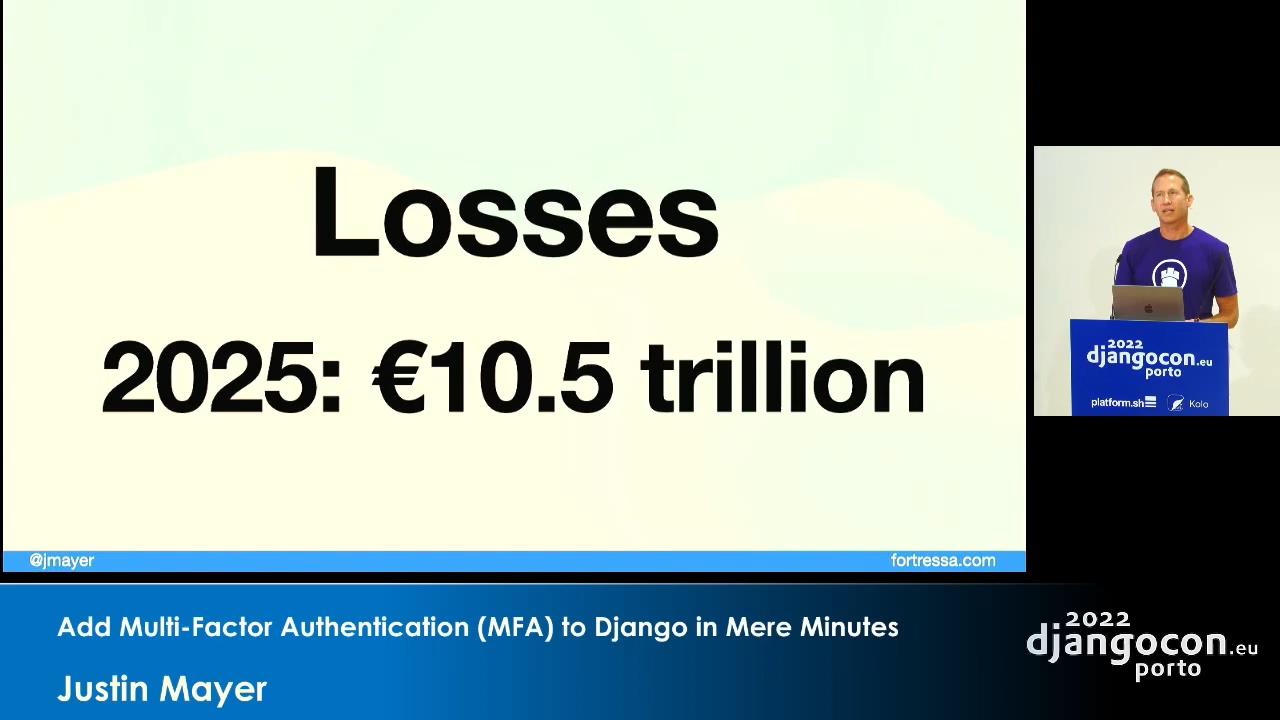 Losses
2025: €10.5 trillion
@jmayer
fortressa.com
2022
djangocon.eu
porto
platform.sh
Kolo
Add Multi-Factor Authentication (MFA) to Django in Mere Minutes
Justin Mayer
2022
djangocon.eu
porto